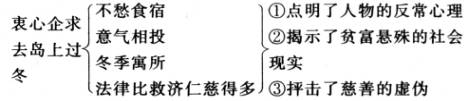 衷心企求
去岛上过
冬
不愁食宿
意气相投
冬季寓所
法律比救济仁慈得多
①点明了人物的反常心理
②揭示了贫富悬殊的社会
现实
③抨击了慈善的虚伪